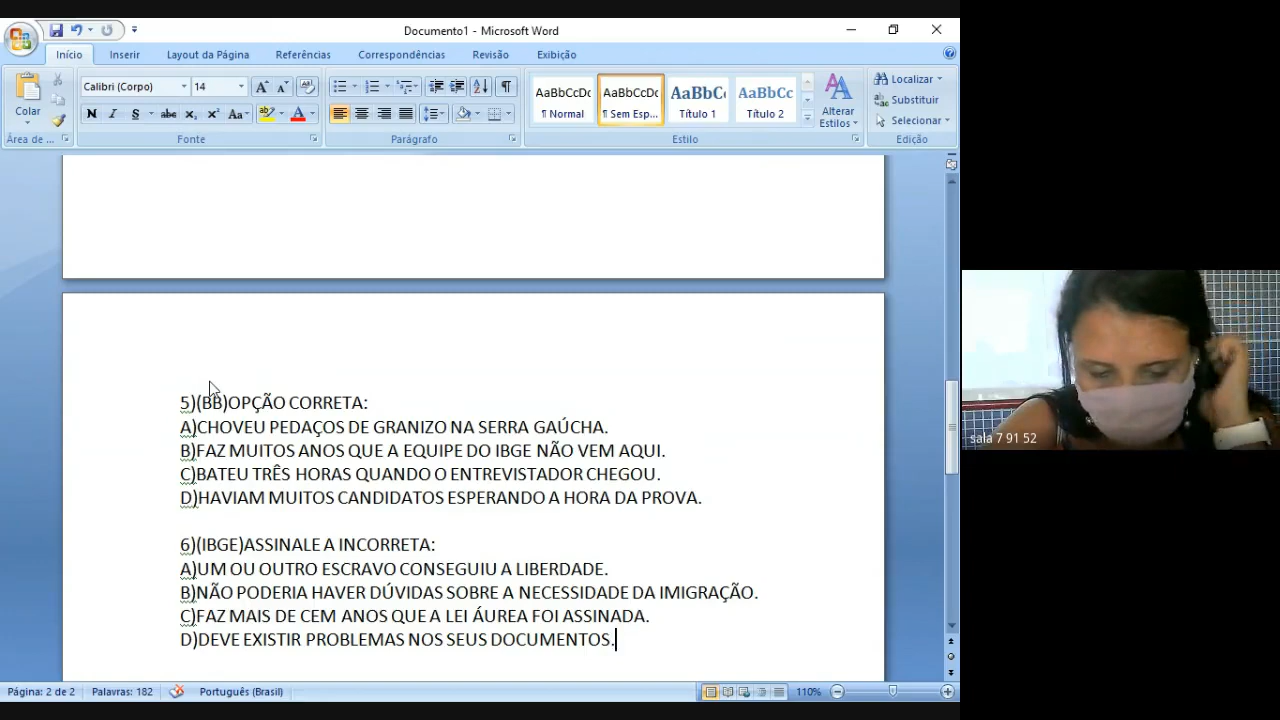 Documento1 - Microsoft Word
Início Inserir Layout da Página Referências Correspondências Revisão Exibição
Colar
Calibri (Corpo) 14
AaBbCcDc AaBbCcDc AaBbCc AaBbCc
¶ Normal ¶ Sem Esp... Título 1 Título 2
Alterar Estilos
Localizar
Substituir
Selecionar
Área de ... Fonte Parágrafo Estilo Edição
5)(BB)OPÇÃO CORRETA:
A)CHOVEU PEDAÇOS DE GRANIZO NA SERRA GAÚCHA.
B)FAZ MUITOS ANOS QUE A EQUIPE DO IBGE NÃO VEM AQUI.
C)BATEU TRÊS HORAS QUANDO O ENTREVISTADOR CHEGOU.
D)HAVIAM MUITOS CANDIDATOS ESPERANDO A HORA DA PROVA.
6)(IBGE)ASSINALE A INCORRETA:
A)UM OU OUTRO ESCRAVO CONSEGUIU A LIBERDADE.
B)NÃO PODERIA HAVER DÚVIDAS SOBRE A NECESSIDADE DA IMIGRAÇÃO.
C)FAZ MAIS DE CEM ANOS QUE A LEI ÁUREA FOI ASSINADA.
D)DEVE EXISTIR PROBLEMAS NOS SEUS DOCUMENTOS.
sala 7 91 52
Página: 2 de 2 Palavras: 182 Português (Brasil) 110%